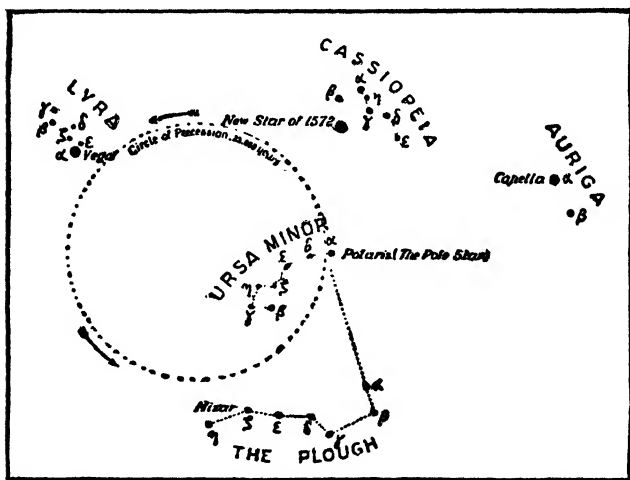 CASSIOPEIA
α
β
η
γ
δ
ε
New Star of 1572
LYRA
γ
β
δ
ζ
ε
α Vega
Circle of Precession
years
AURIGA
Capella α
β
URSA MINOR
α
δ
ε
ζ
η
γ
β
Polaris (The Pole Star)
α
β
γ
δ
ε
ζ
η
Mizar
THE PLOUGH